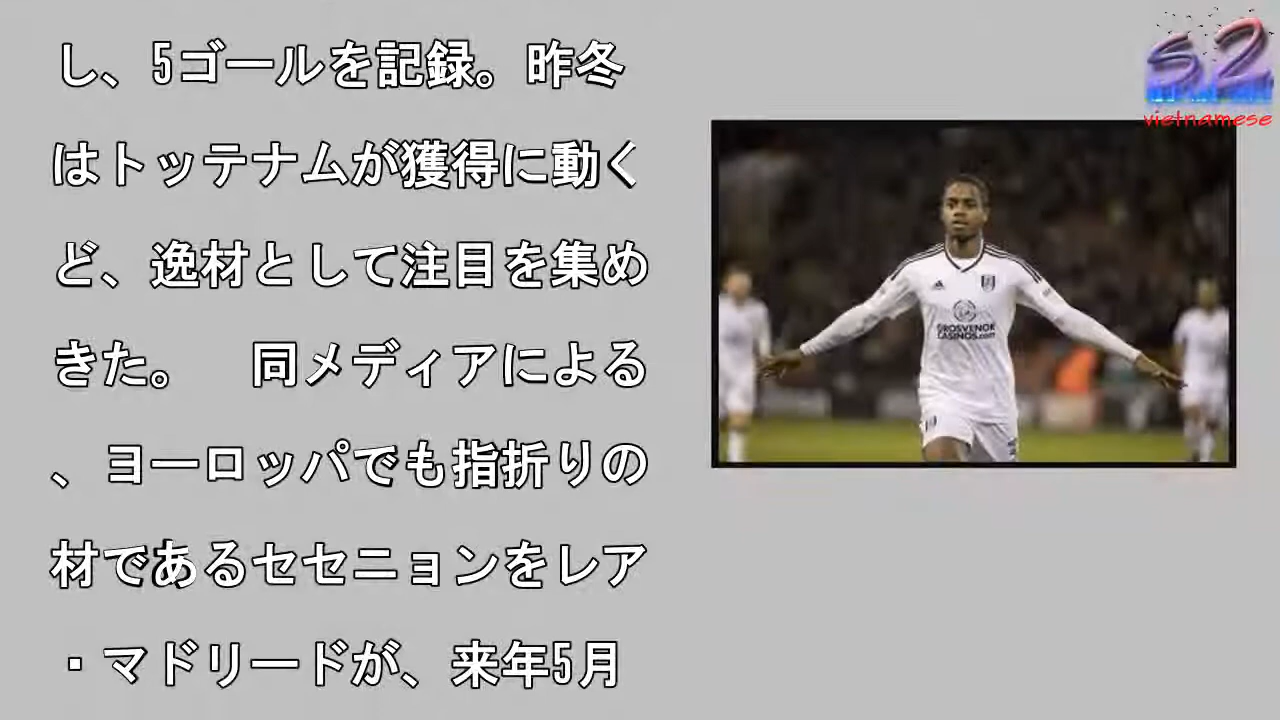 し、5ゴールを記録。昨冬
はトッテナムが獲得に動く
ど、逸材として注目を集め
きた。　同メディアによる
、ヨーロッパでも指折りの
材であるセセニョンをレア
・マドリードが、来年5月
S2
vietnamese
GROSVENOR
CASINOS.com